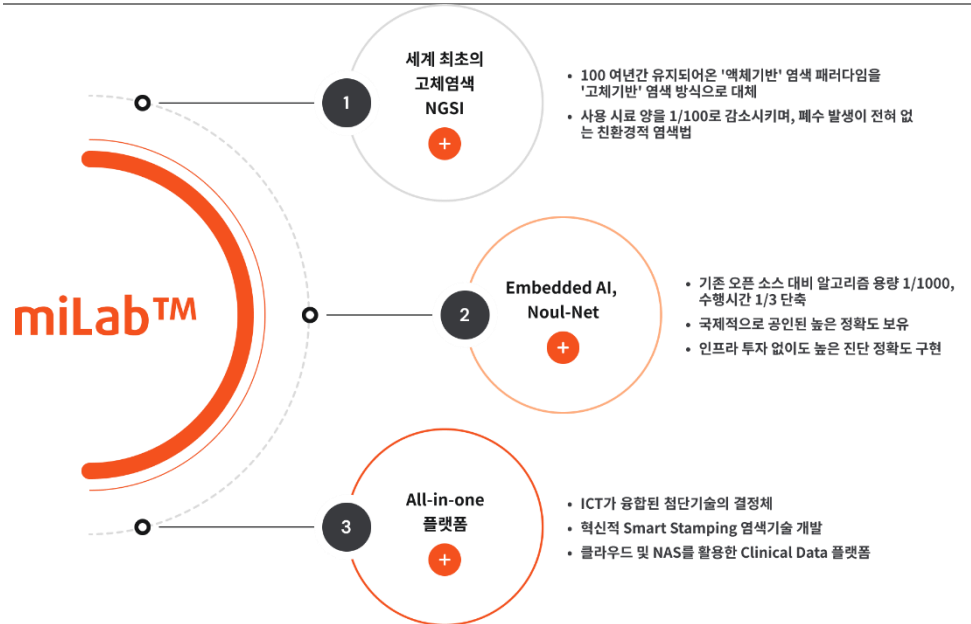 miLab™
1
세계 최초의
고체염색
NGSI
+
• 100 여년간 유지되어온 '액체기반' 염색 패러다임을
'고체기반' 염색 방식으로 대체
• 사용 시료 양을 1/100로 감소시키며, 폐수 발생이 전혀 없
는 친환경적 염색법
2
Embedded AI,
Noul-Net
+
• 기존 오픈 소스 대비 알고리즘 용량 1/1000,
수행시간 1/3 단축
• 국제적으로 공인된 높은 정확도 보유
• 인프라 투자 없이도 높은 진단 정확도 구현
3
All-in-one
플랫폼
+
• ICT가 융합된 첨단기술의 결정체
• 혁신적 Smart Stamping 염색기술 개발
• 클라우드 및 NAS를 활용한 Clinical Data 플랫폼